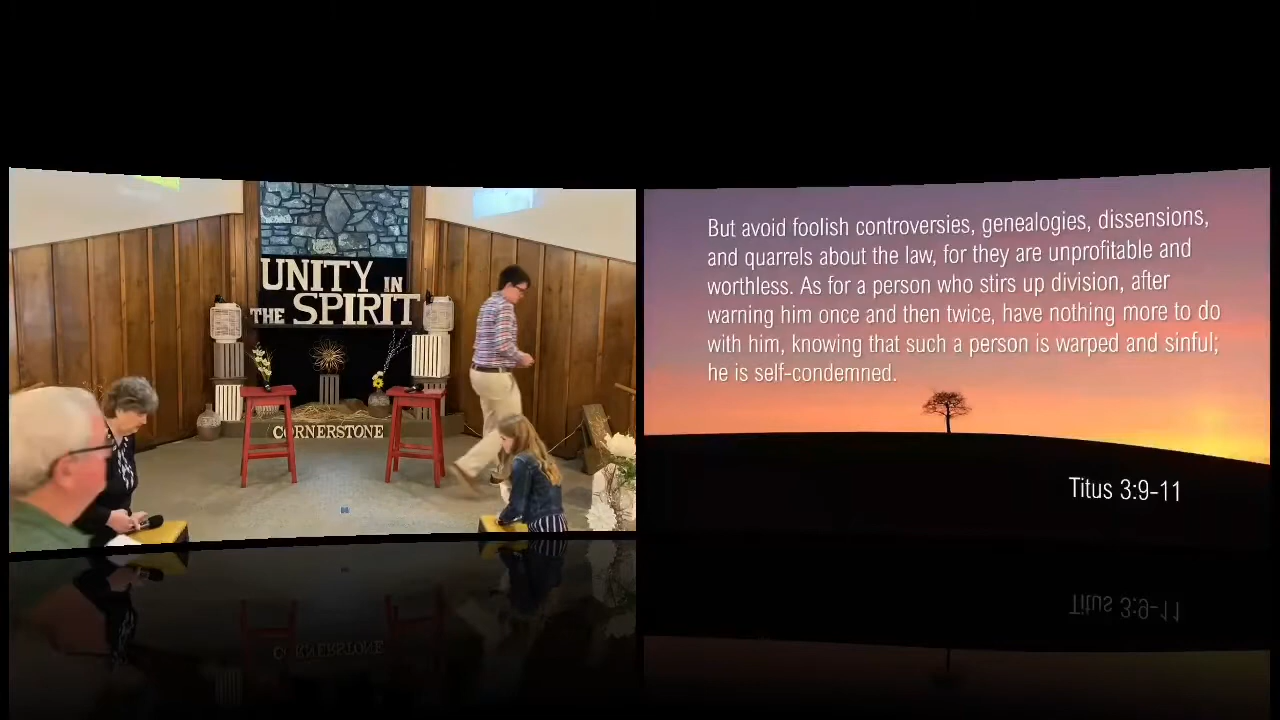 UNITY IN
THE SPIRIT
CORNERSTONE
But avoid foolish controversies, genealogies, dissensions,
and quarrels about the law, for they are unprofitable and
worthless. As for a person who stirs up division, after
warning him once and then twice, have nothing more to do
with him, knowing that such a person is warped and sinful;
he is self-condemned.
Titus 3:9-11